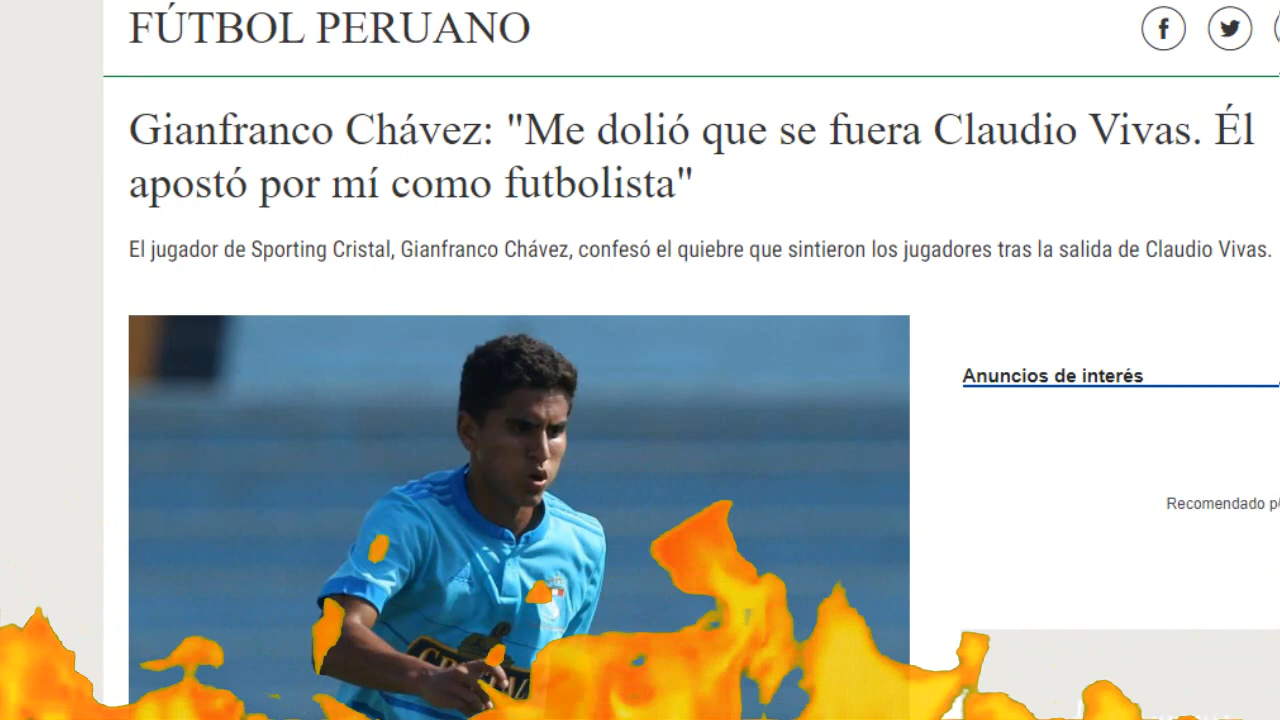 FÚTBOL PERUANO
Gianfranco Chávez: "Me dolió que se fuera Claudio Vivas. Él
apostó por mí como futbolista"
El jugador de Sporting Cristal, Gianfranco Chávez, confesó el quiebre que sintieron los jugadores tras la salida de Claudio Vivas.
Anuncios de interés
Recomendado